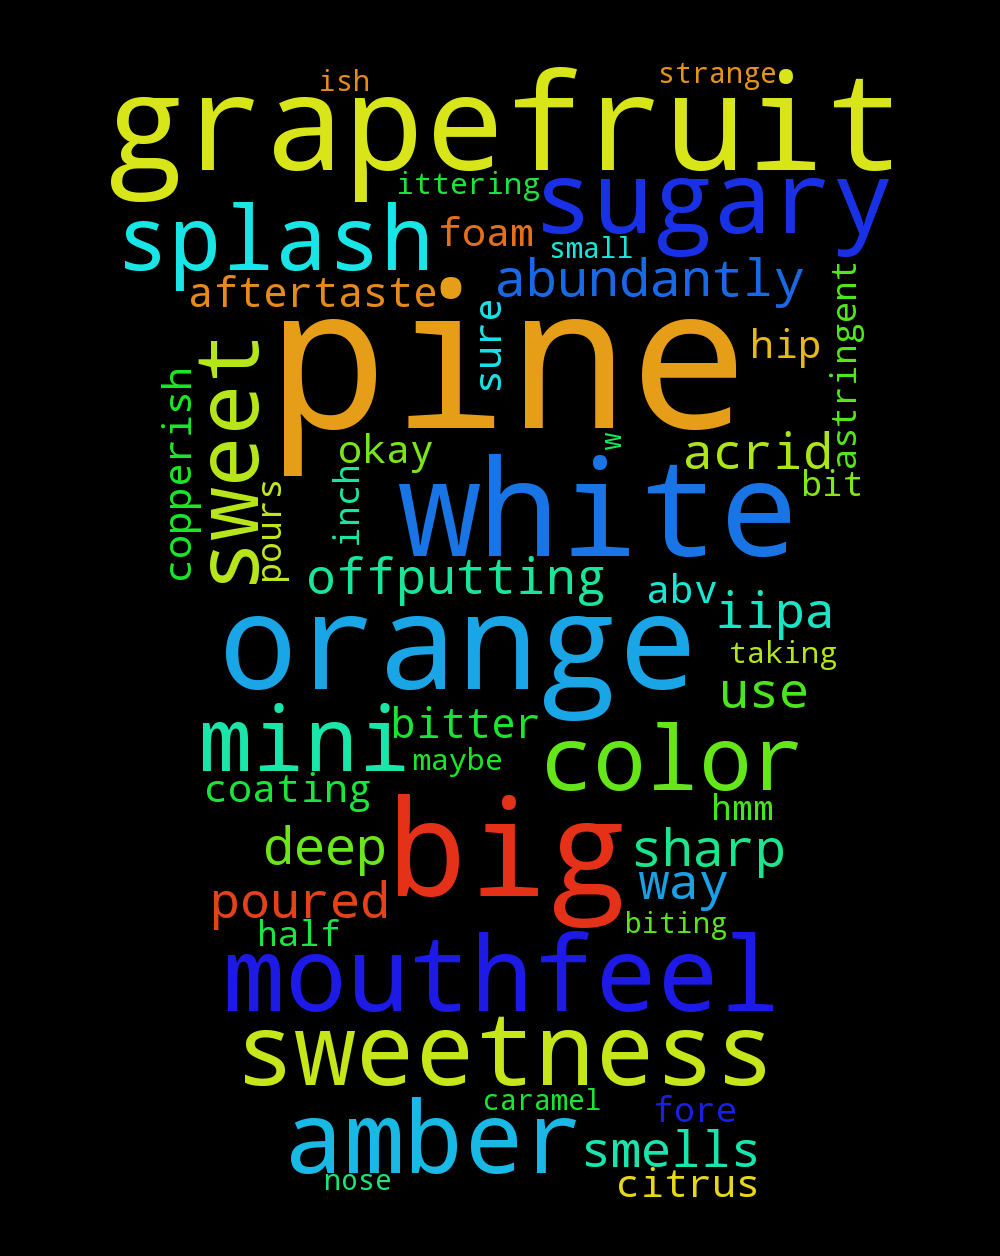 ish
strange
grapefruit
ittering
sugary
splash
foam
small
aftertaste
abundantly
pine
sure
hip
astringent
sweet
copperish
okay
w
acrid
bit
inch
pours
white
offputting
abv
iipa
orange
taking
use
mini
bitter
maybe
color
coating
hmm
big
deep
sharp
way
poured
biting
half
mouthfeel
sweetness
caramel
fore
amber
smells
nose
citrus